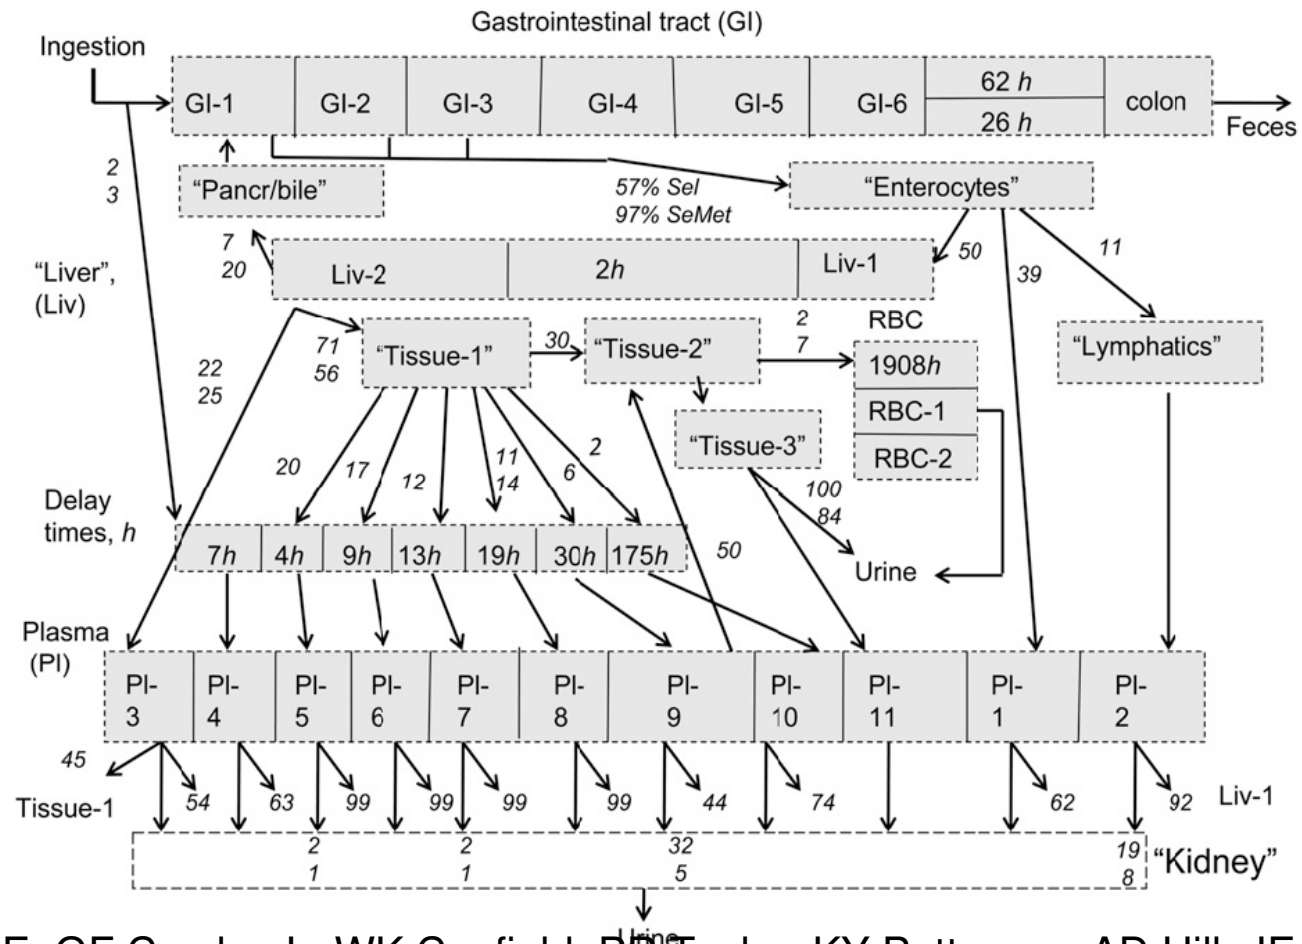 Gastrointestinal tract (GI)
Ingestion
GI-1
GI-2
GI-3
GI-4
GI-5
GI-6
62 h
26 h
colon
Feces
2
3
"Pancr/bile"
57% Sel
97% SeMet
"Enterocytes"
7
20
"Liver",
(Liv)
Liv-2
2h
Liv-1
50
39
11
22
25
71
56
"Tissue-1"
30
"Tissue-2"
2
7
RBC
1908h
RBC-1
RBC-2
"Lymphatics"
"Tissue-3"
20
17
12
11
14
6
2
100
84
50
Urine
Delay
times, h
7h
4h
9h
13h
19h
30h
175h
Plasma
(Pl)
Pl-
3
Pl-
4
Pl-
5
Pl-
6
Pl-
7
Pl-
8
Pl-
9
Pl-
10
Pl-
11
Pl-
1
Pl-
2
45
Tissue-1
54
63
99
99
99
99
44
74
62
92
Liv-1
2
1
2
1
32
5
19
8
"Kidney"
Urine